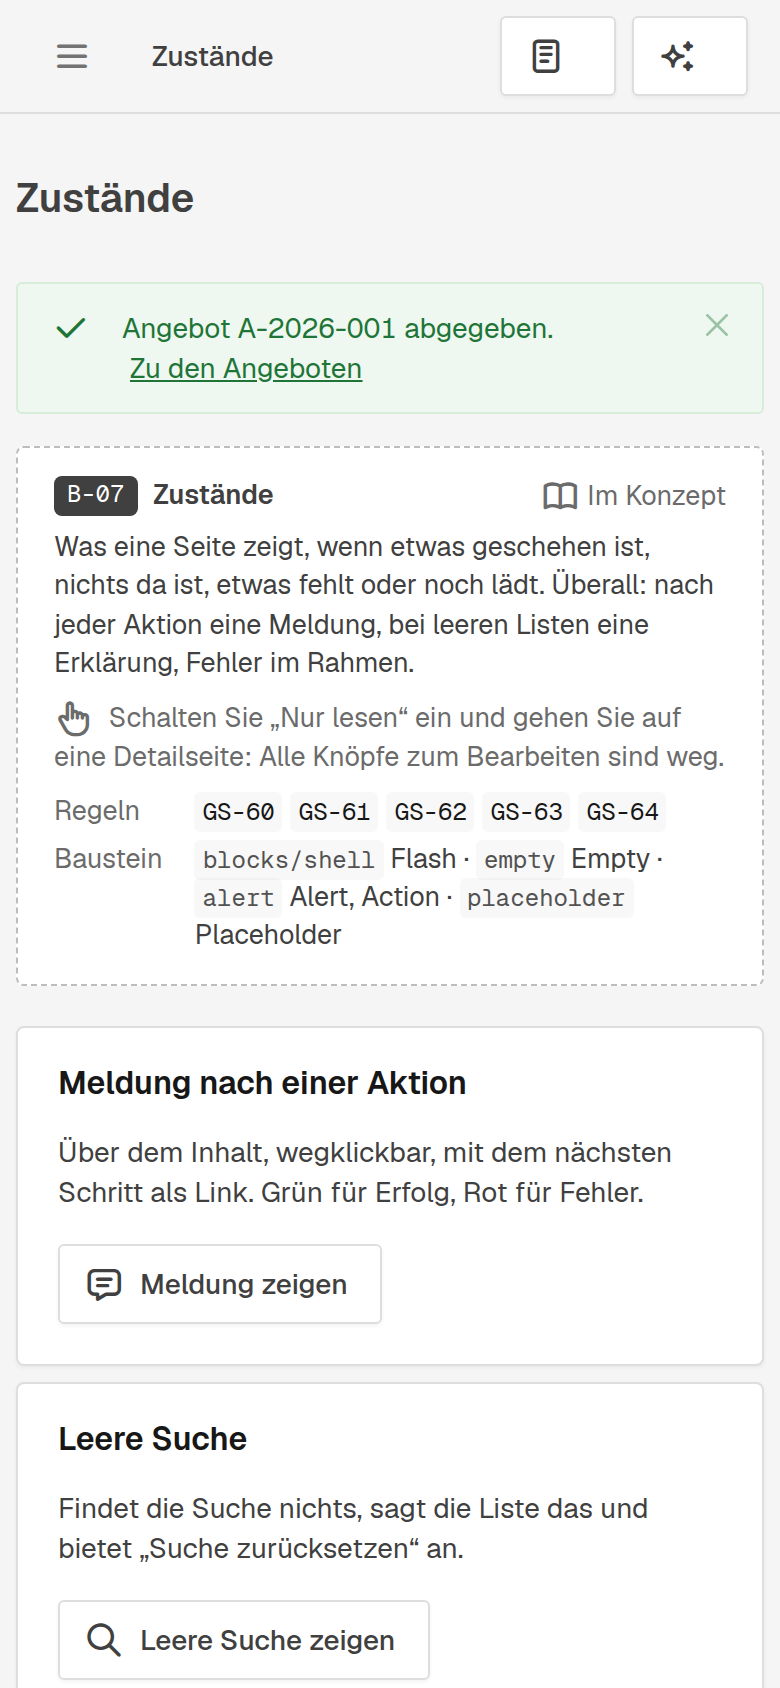 Zustände
Zustände
Angebot A-2026-001 abgegeben.
Zu den Angeboten
B-07 Zustände Im Konzept
Was eine Seite zeigt, wenn etwas geschehen ist,
nichts da ist, etwas fehlt oder noch lädt. Überall: nach
jeder Aktion eine Meldung, bei leeren Listen eine
Erklärung, Fehler im Rahmen.
Schalten Sie „Nur lesen“ ein und gehen Sie auf
eine Detailseite: Alle Knöpfe zum Bearbeiten sind weg.
Regeln GS-60 GS-61 GS-62 GS-63 GS-64
Baustein blocks/shell Flash · empty Empty ·
alert Alert, Action · placeholder
Placeholder
Meldung nach einer Aktion
Über dem Inhalt, wegklickbar, mit dem nächsten
Schritt als Link. Grün für Erfolg, Rot für Fehler.
Meldung zeigen
Leere Suche
Findet die Suche nichts, sagt die Liste das und
bietet „Suche zurücksetzen“ an.
Leere Suche zeigen